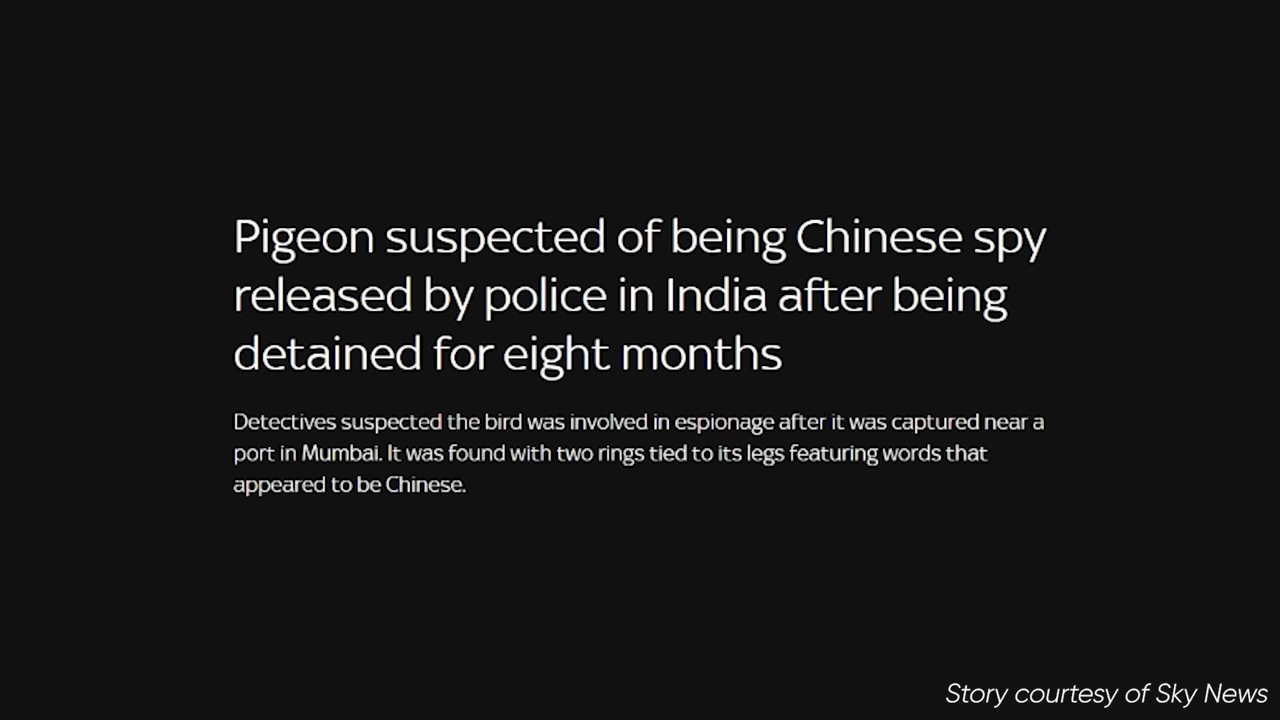 Pigeon suspected of being Chinese spy
released by police in India after being
detained for eight months
Detectives suspected the bird was involved in espionage after it was captured near a
port in Mumbai. It was found with two rings tied to its legs featuring words that
appeared to be Chinese.
Story courtesy of Sky News